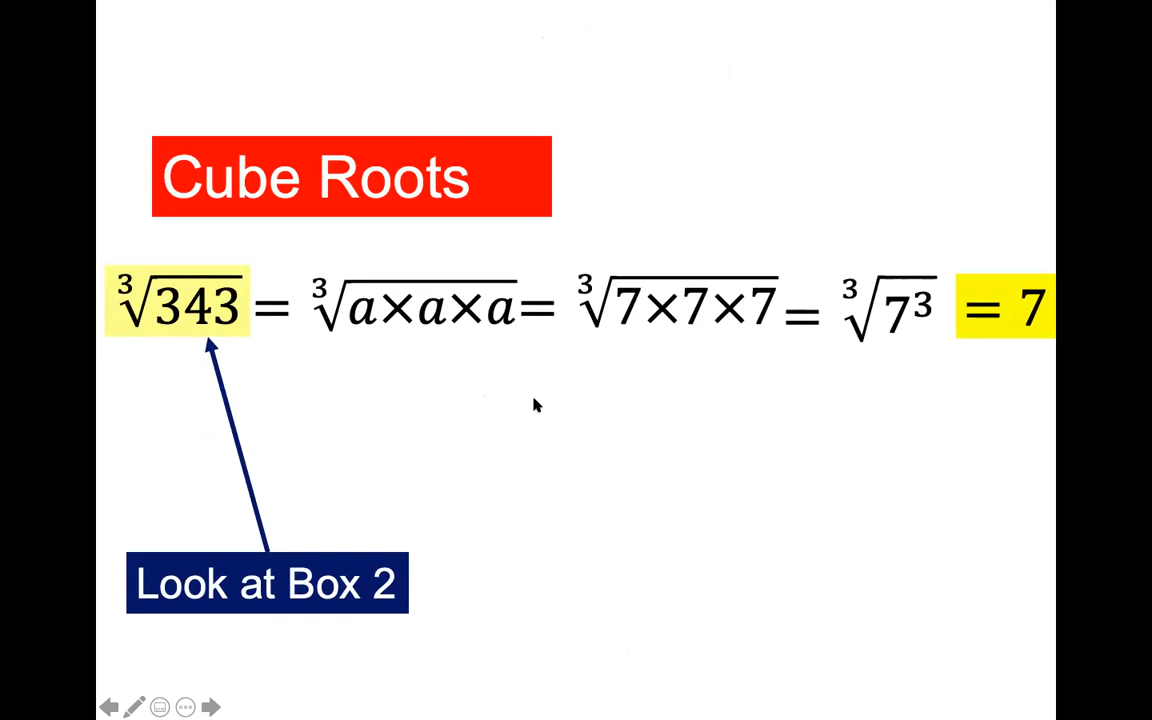 Cube Roots
∛343 = ∛a×a×a = ∛7×7×7 = ∛7³ = 7
Look at Box 2